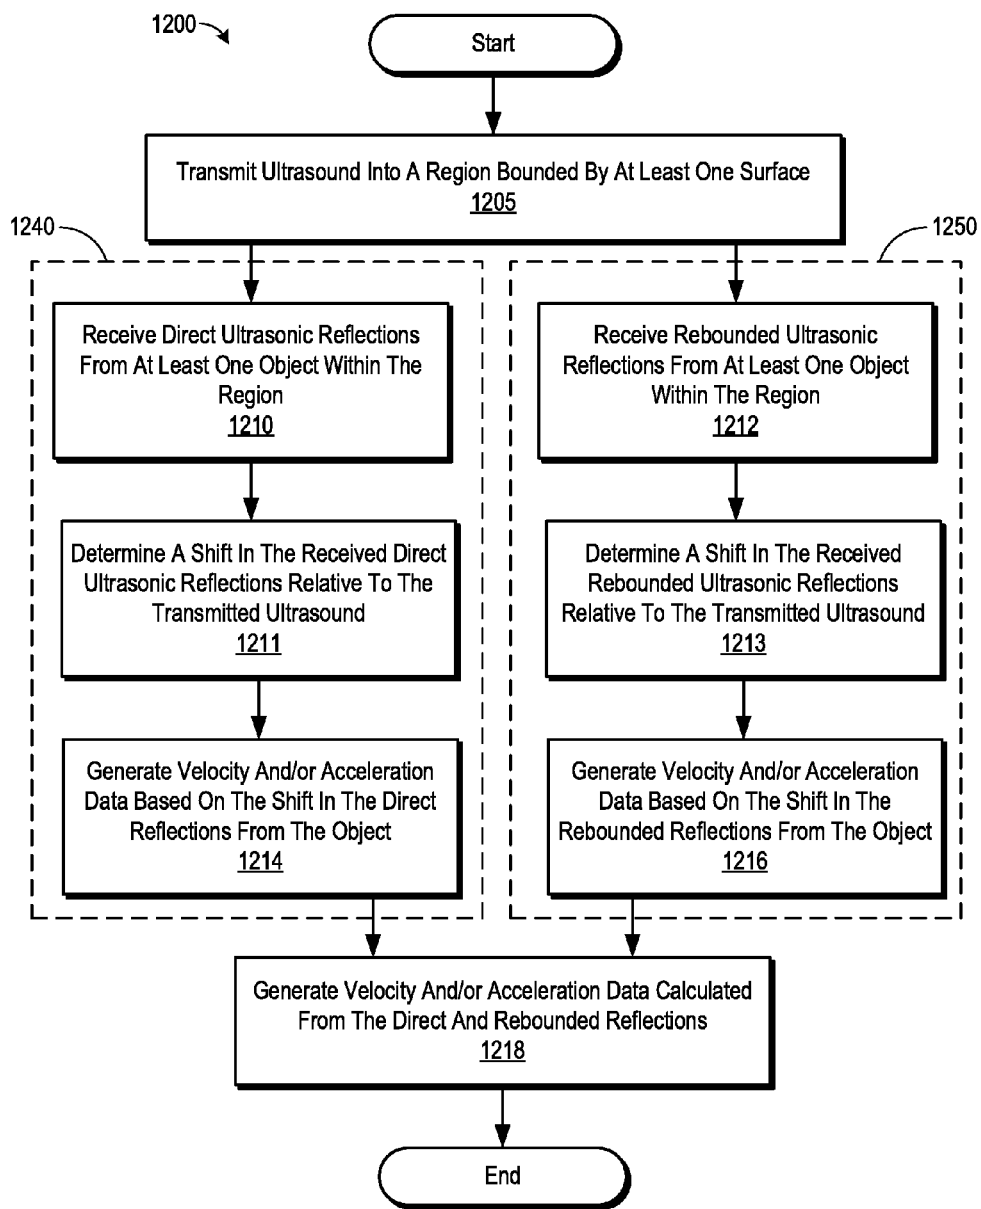 1200
Start
Transmit Ultrasound Into A Region Bounded By At Least One Surface
1205
1240
1250
Receive Direct Ultrasonic Reflections
From At Least One Object Within The
Region
1210
Receive Rebounded Ultrasonic
Reflections From At Least One Object
Within The Region
1212
Determine A Shift In The Received Direct
Ultrasonic Reflections Relative To The
Transmitted Ultrasound
1211
Determine A Shift In The Received
Rebounded Ultrasonic Reflections
Relative To The Transmitted Ultrasound
1213
Generate Velocity And/or Acceleration
Data Based On The Shift In The Direct
Reflections From The Object
1214
Generate Velocity And/or Acceleration
Data Based On The Shift In The
Rebounded Reflections From The Object
1216
Generate Velocity And/or Acceleration Data Calculated
From The Direct And Rebounded Reflections
1218
End